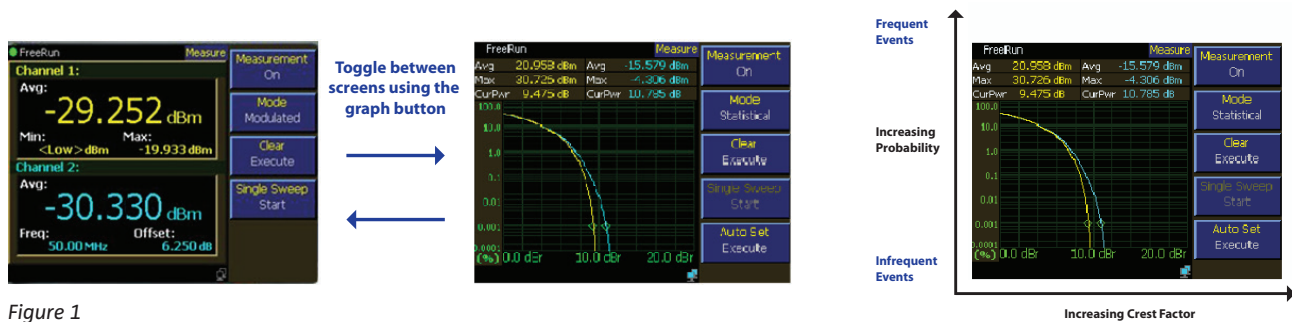 FreeRun Measure
Channel 1:
Avg:
-29.252 dBm
Min: Max:
<Low> dBm -19.933 dBm
Channel 2:
Avg:
-30.330 dBm
Freq: Offset:
50.00 MHz 6.250 dB
Measurement
On
Mode
Modulated
Clear
Execute
Single Sweep
Start
Toggle between
screens using the
graph button
FreeRun Measure
Avg 20.958 dBm Avg -15.579 dBm
Max 30.726 dBm Max -4.306 dBm
CurPwr 9.475 dB CurPwr 10.785 dB
100.0
10.0
1.0
0.1
0.01
0.001
0.0001
(%) 0.0 dBr 10.0 dBr 20.0 dBr
Measurement
On
Mode
Statistical
Clear
Execute
Single Sweep
Start
Auto Set
Execute
Frequent
Events
Increasing
Probability
Infrequent
Events
FreeRun Measure
Avg 20.958 dBm Avg -15.579 dBm
Max 30.726 dBm Max -4.306 dBm
CurPwr 9.475 dB CurPwr 10.785 dB
100.0
10.0
1.0
0.1
0.01
0.001
0.0001
(%) 0.0 dBr 10.0 dBr 20.0 dBr
Measurement
On
Mode
Statistical
Clear
Execute
Single Sweep
Start
Auto Set
Execute
Increasing Crest Factor
Figure 1